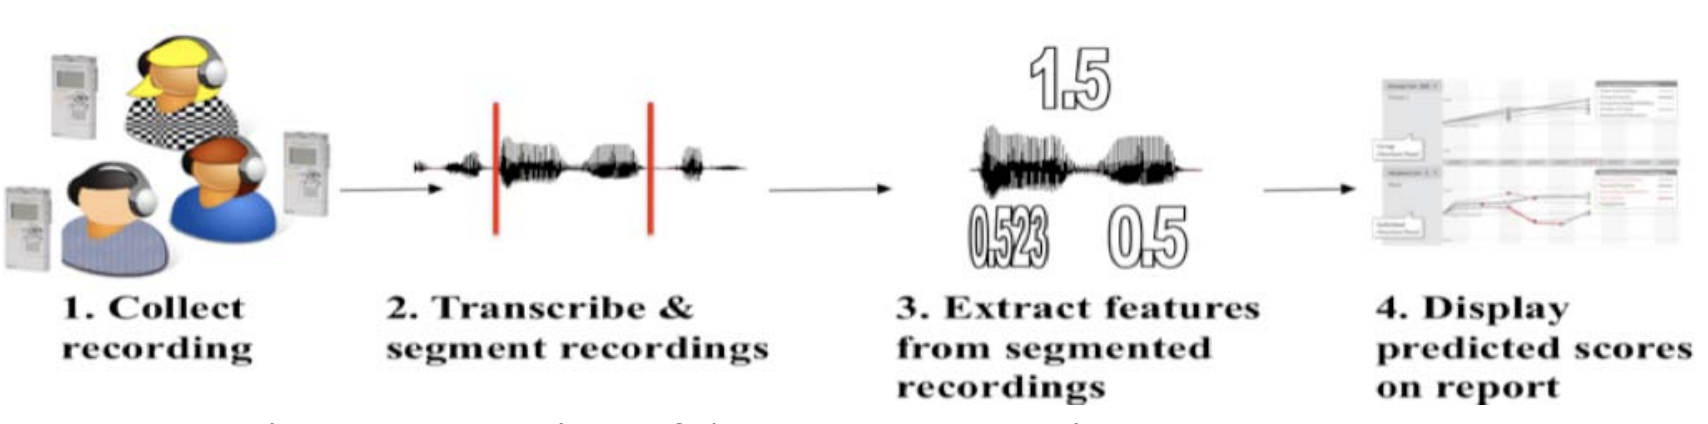 1.5
0.523
0.5
1. Collect
recording
2. Transcribe &
segment recordings
3. Extract features
from segmented
recordings
4. Display
predicted scores
on report